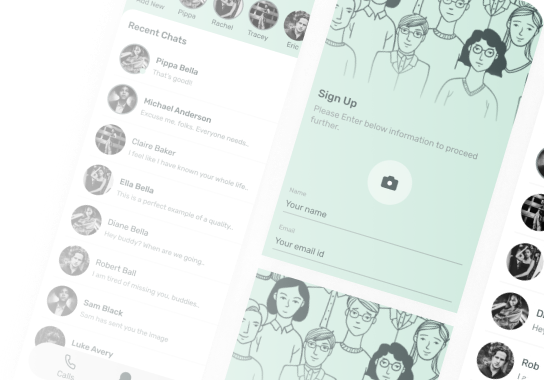 Add New
Pippa
Rachel
Tracey
Eric
Recent Chats
Pippa Bella
That's good!!
Michael Anderson
Excuse me, folks. Everyone needs..
Claire Baker
I feel like I have known your whole life..
Ella Bella
This is a perfect example of a quality..
Diane Bella
Hey buddy? When are we going..
Robert Ball
I am tired of missing you, buddies..
Sam Black
Sam has sent you the image
Luke Avery
Calls
Sign Up
Please Enter below information to proceed
further.
Name
Your name
Email
Your email id
Rob